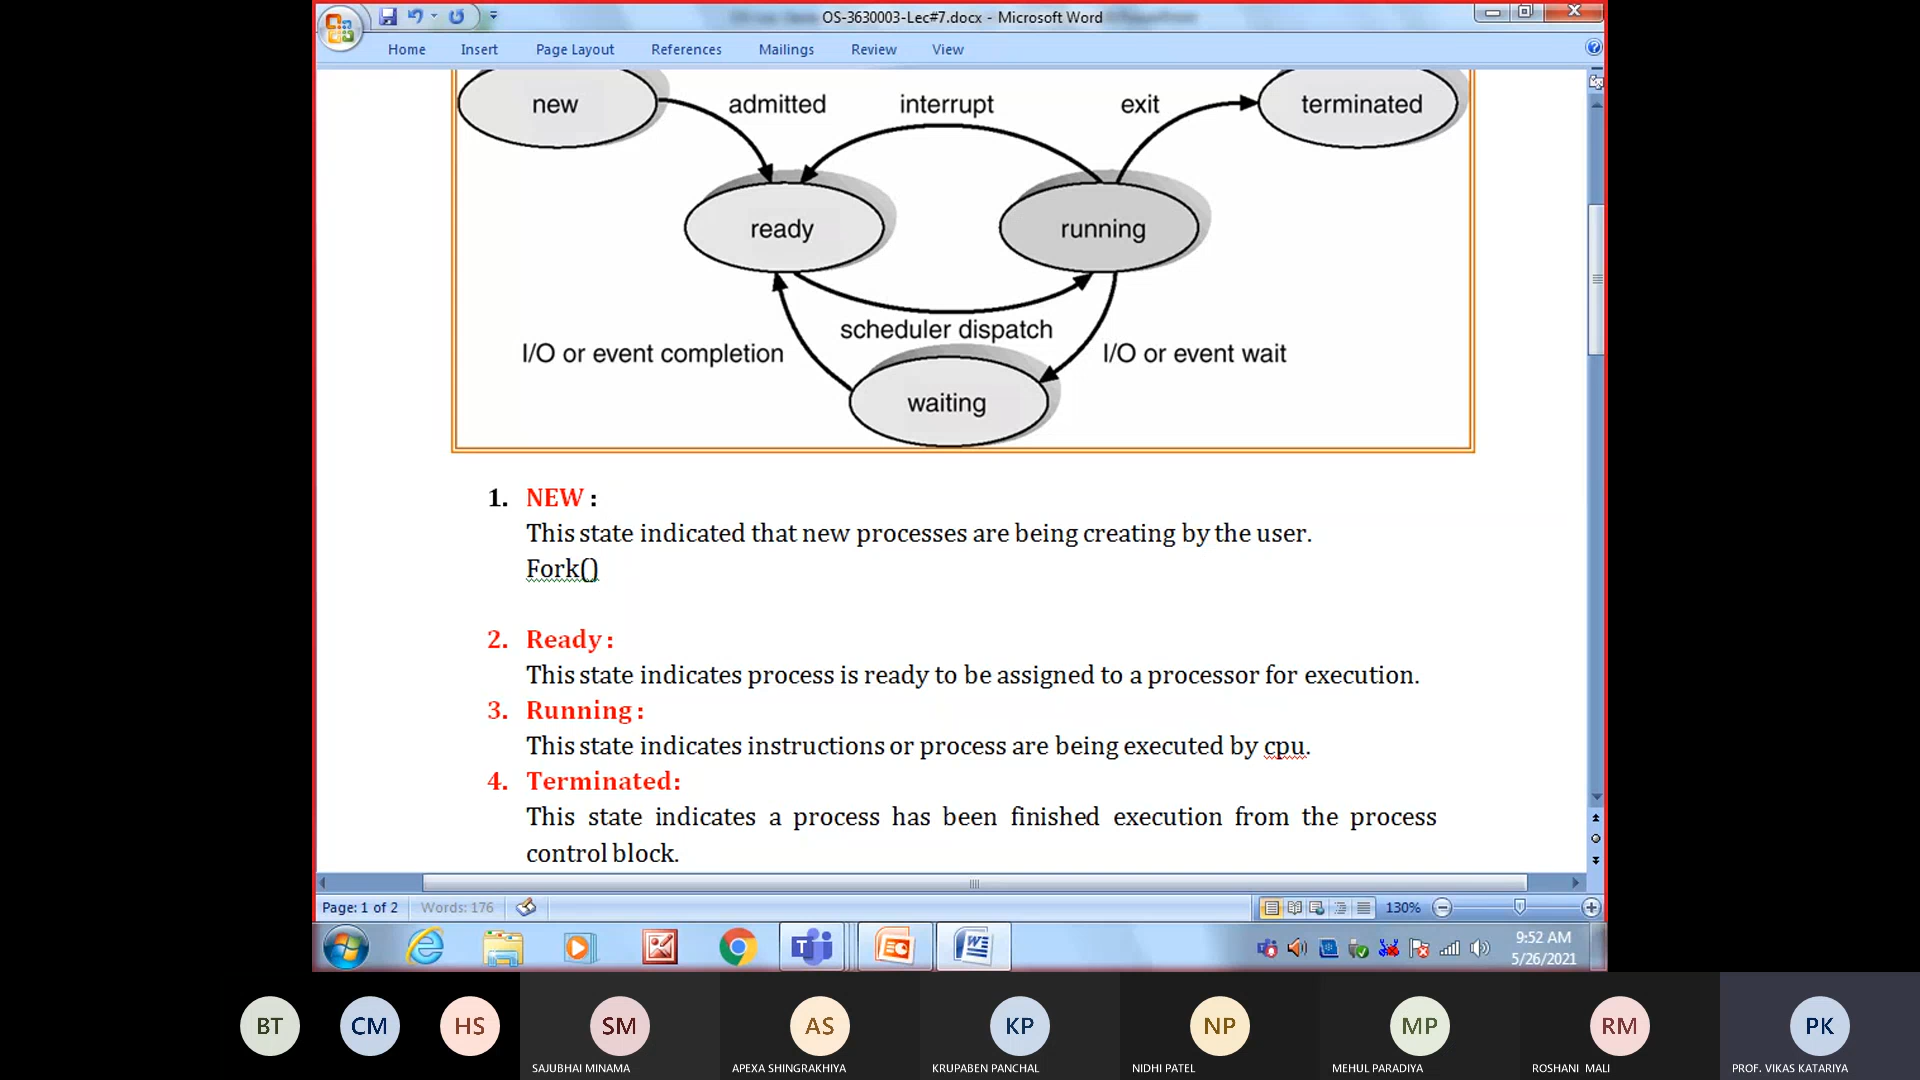 OS-3630003-Lec#7.docx - Microsoft Word
Home Insert Page Layout References Mailings Review View
new admitted interrupt exit terminated
ready running
scheduler dispatch
I/O or event completion I/O or event wait
waiting
1. NEW :
This state indicated that new processes are being creating by the user.
Fork()
2. Ready :
This state indicates process is ready to be assigned to a processor for execution.
3. Running :
This state indicates instructions or process are being executed by cpu.
4. Terminated:
This state indicates a process has been finished execution from the process
control block.
Page: 1 of 2 Words: 176 130%
9:52 AM
5/26/2021
BT CM HS SM AS KP NP MP RM PK
SAJUBHAI MINAMA APEXA SHINGRAKHIYA KRUPABEN PANCHAL NIDHI PATEL MEHUL PARADIYA ROSHANI MALI PROF. VIKAS KATARIYA